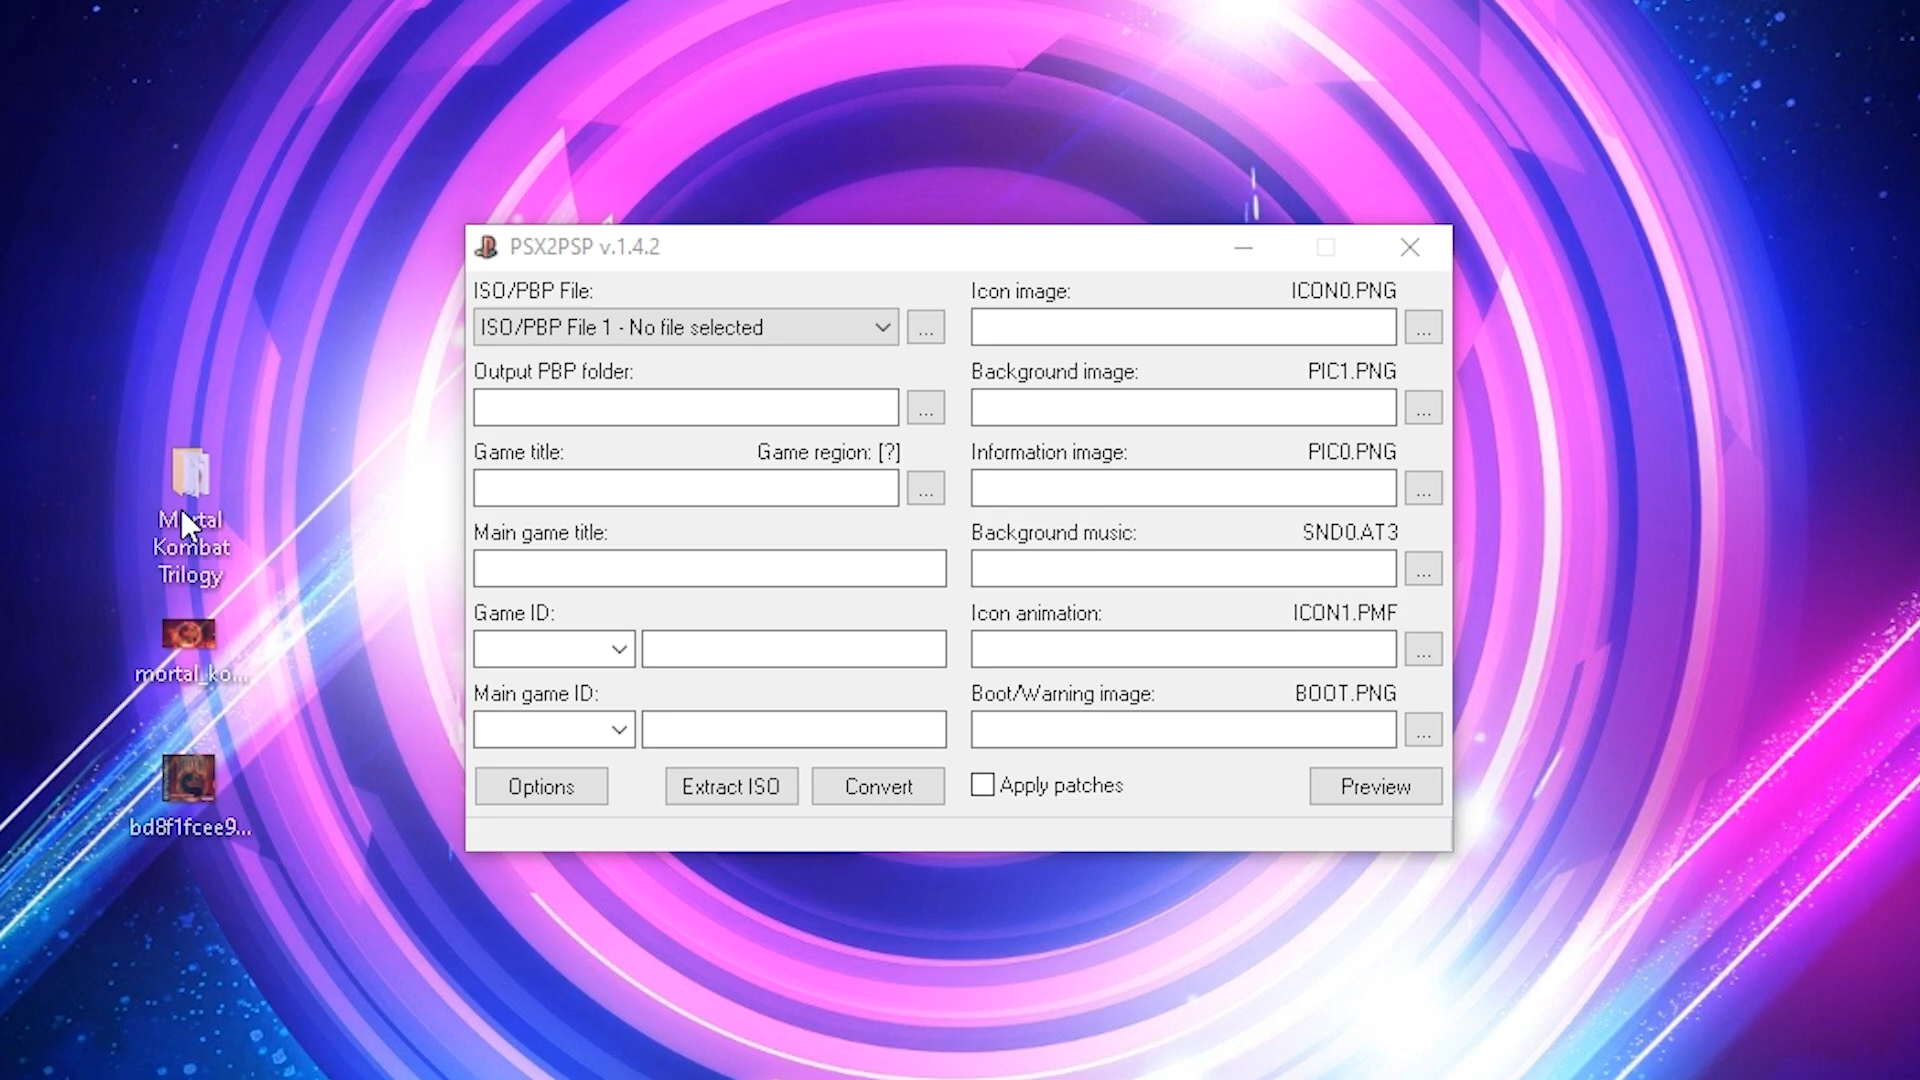 PSX2PSP v.1.4.2
ISO/PBP File:
ISO/PBP File 1 - No file selected
...
Output PBP folder:
...
Game title: Game region: [?]
...
Main game title:
Game ID:
Main game ID:
Options Extract ISO Convert
Icon image: ICON0.PNG
...
Background image: PIC1.PNG
...
Information image: PIC0.PNG
...
Background music: SND0.AT3
...
Icon animation: ICON1.PMF
...
Boot/Warning image: BOOT.PNG
...
Apply patches Preview
Mortal
Kombat
Trilogy
mortal_ko...
bd8f1fcee9...